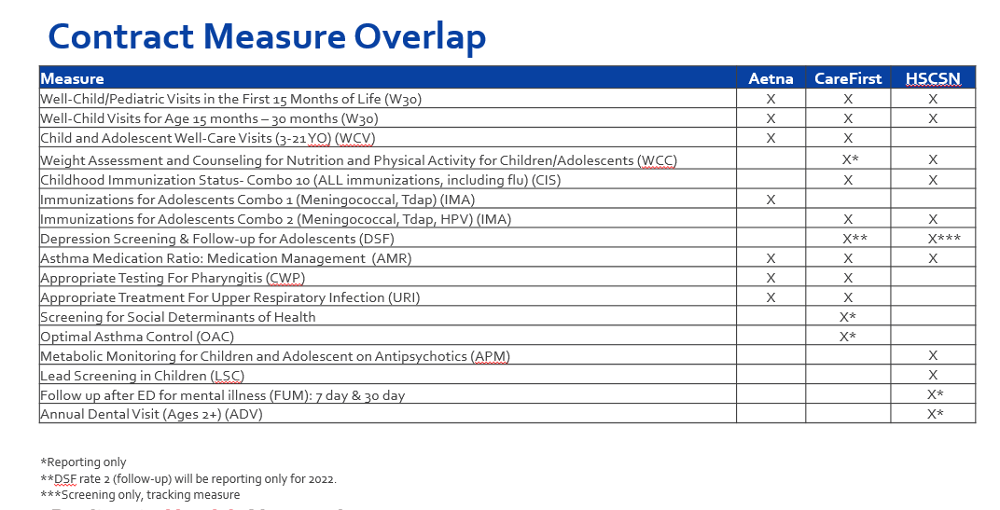 Contract Measure Overlap
Measure Aetna CareFirst HSCSN
Well-Child/Pediatric Visits in the First 15 Months of Life (W30) X X X
Well-Child Visits for Age 15 months – 30 months (W30) X X X
Child and Adolescent Well-Care Visits (3-21 YO) (WCV) X X
Weight Assessment and Counseling for Nutrition and Physical Activity for Children/Adolescents (WCC) X* X
Childhood Immunization Status- Combo 10 (ALL immunizations, including flu) (CIS) X X
Immunizations for Adolescents Combo 1 (Meningococcal, Tdap) (IMA) X
Immunizations for Adolescents Combo 2 (Meningococcal, Tdap, HPV) (IMA) X X
Depression Screening & Follow-up for Adolescents (DSF) X** X***
Asthma Medication Ratio: Medication Management (AMR) X X X
Appropriate Testing For Pharyngitis (CWP) X X
Appropriate Treatment For Upper Respiratory Infection (URI) X X
Screening for Social Determinants of Health X*
Optimal Asthma Control (OAC) X*
Metabolic Monitoring for Children and Adolescent on Antipsychotics (APM) X
Lead Screening in Children (LSC) X
Follow up after ED for mental illness (FUM): 7 day & 30 day X*
Annual Dental Visit (Ages 2+) (ADV) X*
*Reporting only
**DSF rate 2 (follow-up) will be reporting only for 2022.
***Screening only, tracking measure